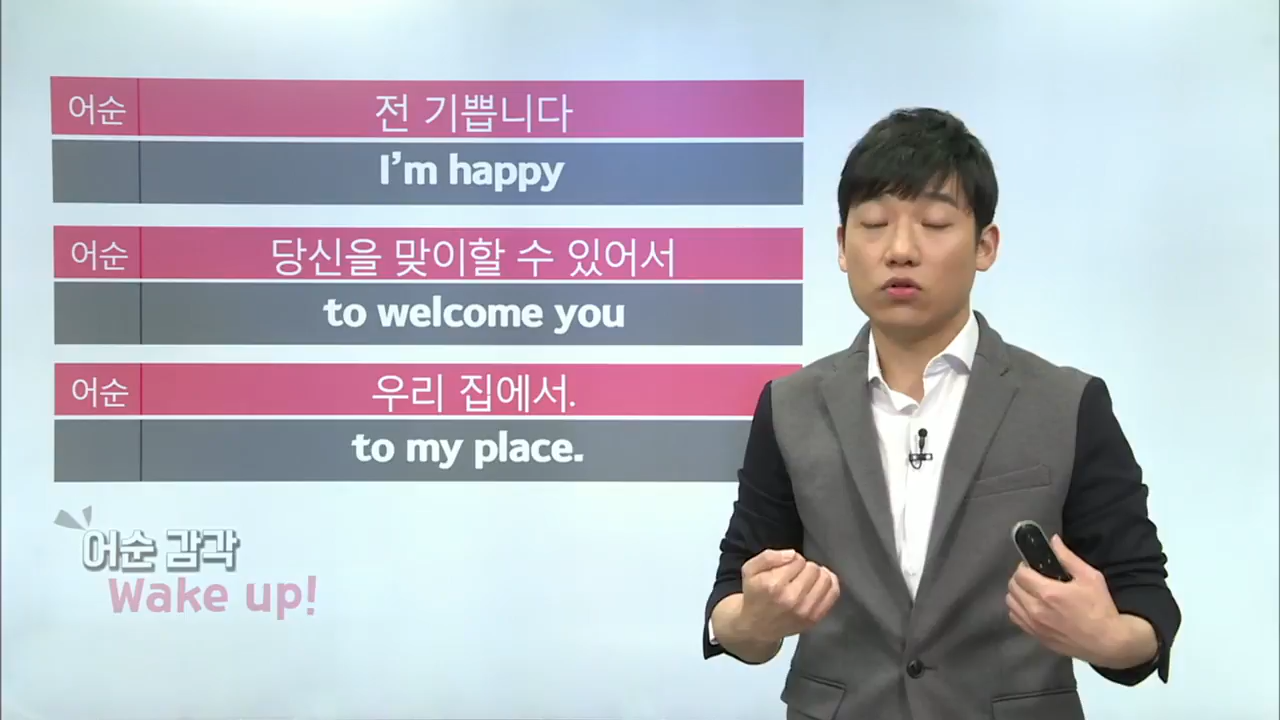 어순 전 기쁩니다
I'm happy
어순 당신을 맞이할 수 있어서
to welcome you
어순 우리 집에서.
to my place.
어순 감각
Wake up!